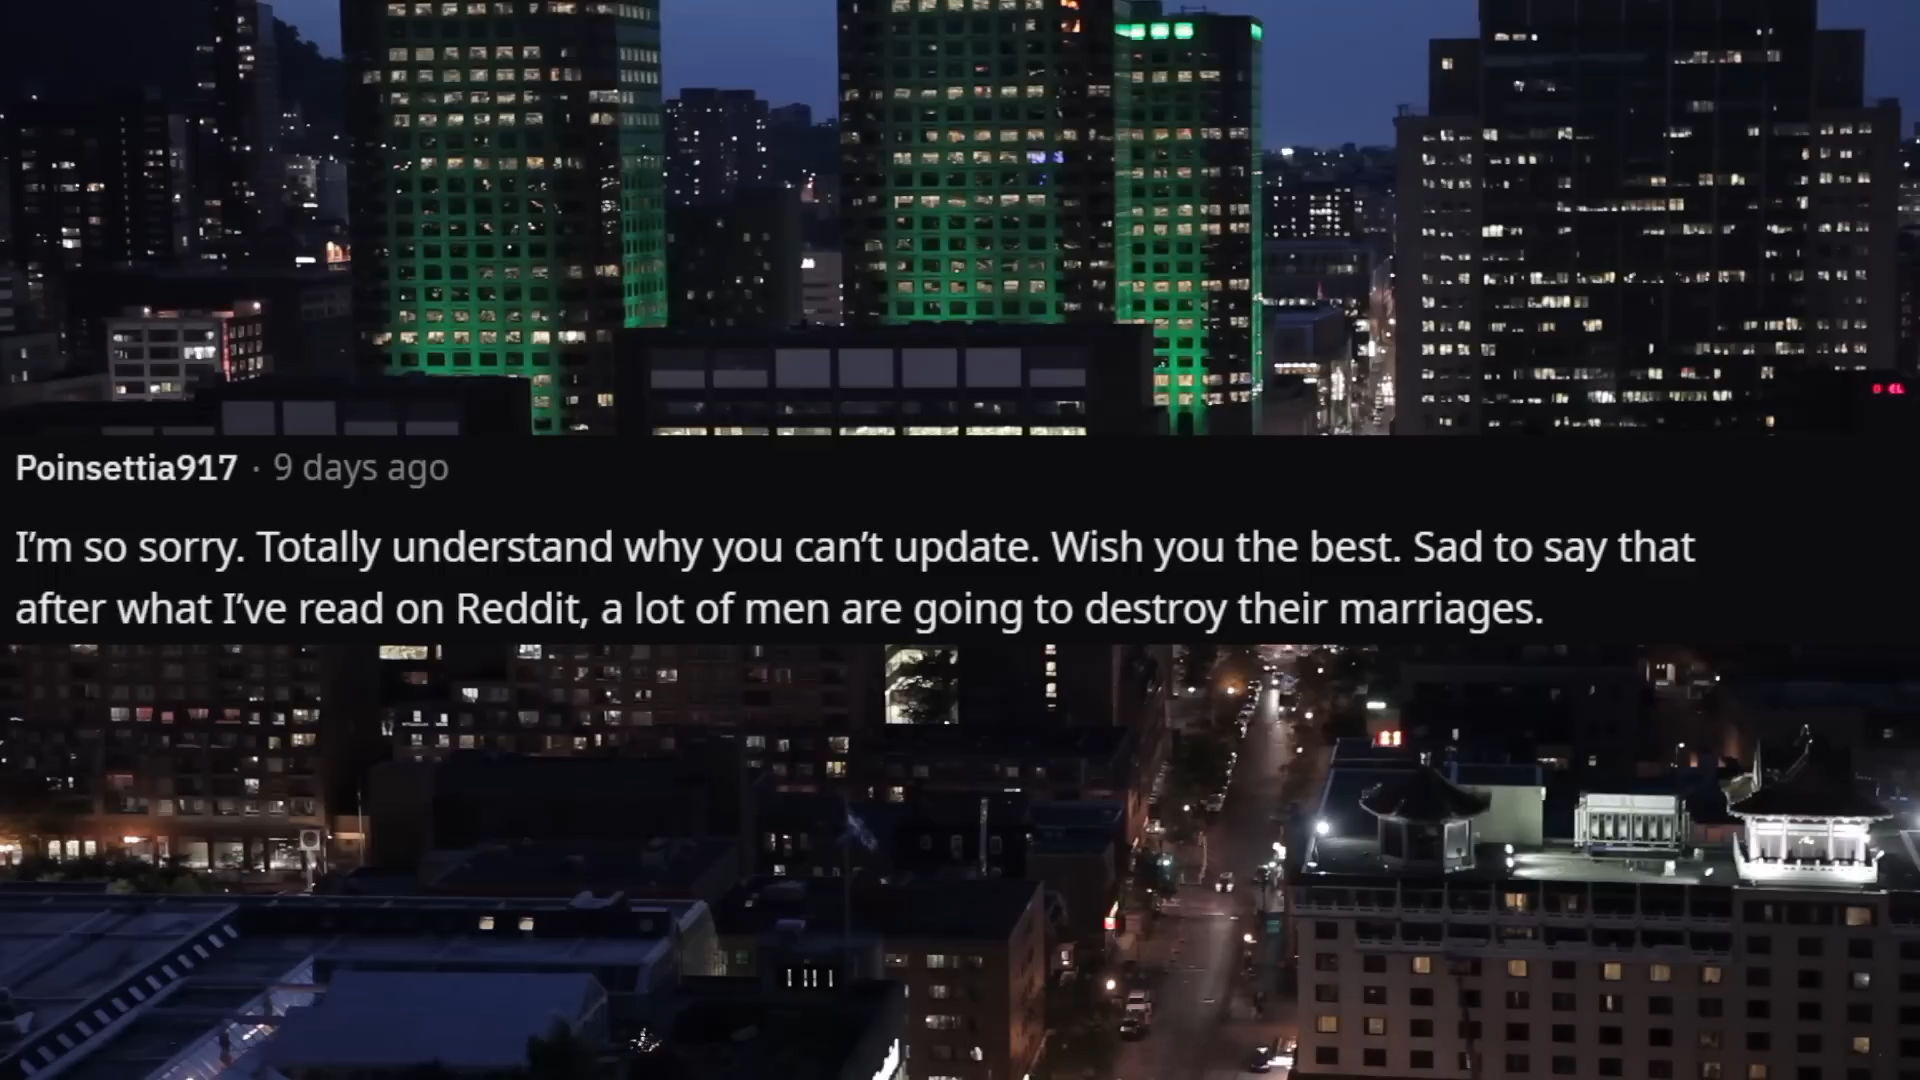 Poinsettia917 · 9 days ago
I’m so sorry. Totally understand why you can’t update. Wish you the best. Sad to say that
after what I’ve read on Reddit, a lot of men are going to destroy their marriages.